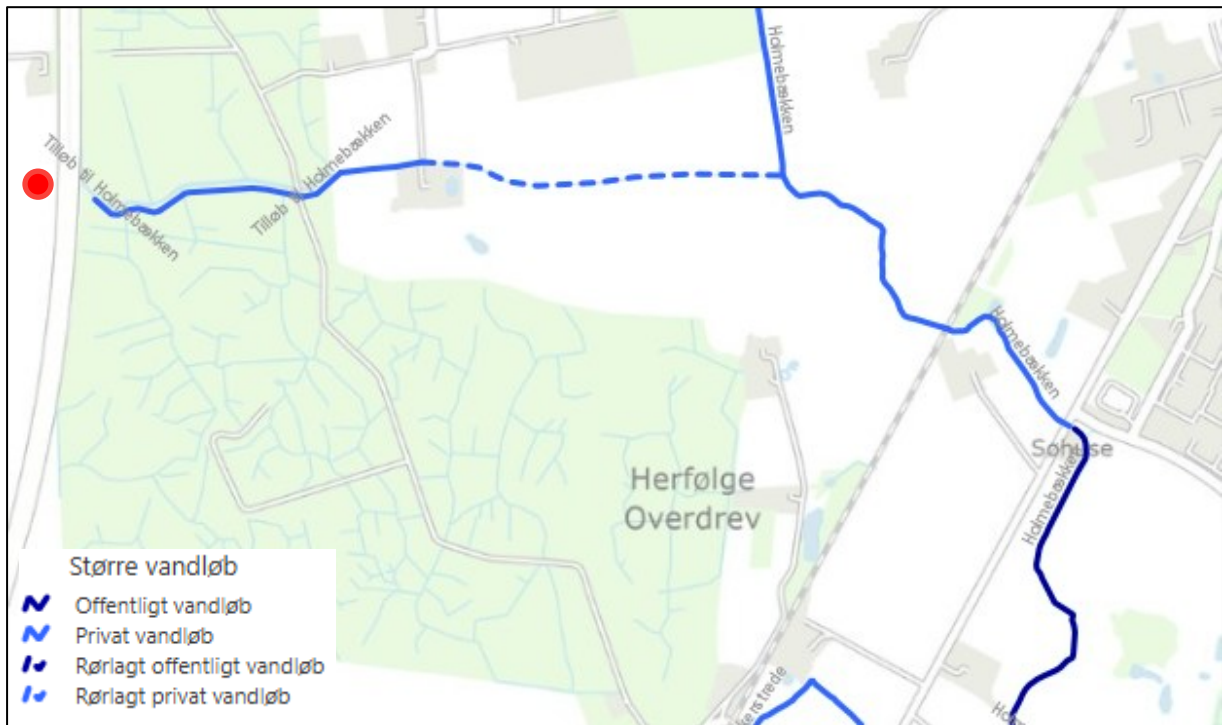 Holmebækken
Tilløb til Holmebækken
Tilløb til Holmebækken
Holmebækken
Søhuse
Holmebækken
Herfølge
Overdrev
Større vandløb
Offentligt vandløb
Privat vandløb
Rørlagt offentligt vandløb
Rørlagt privat vandløb